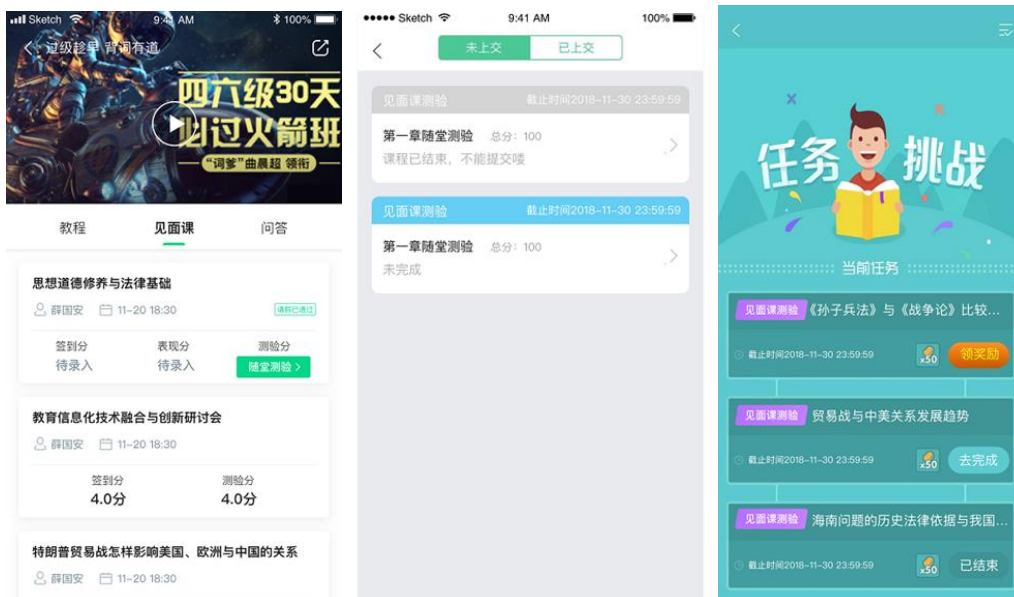 Sketch
9:41 AM
100%
过级趁早 背词有道
四六级30天
必过火箭班
“词爹”曲晨超 领衔
教程
见面课
问答
思想道德修养与法律基础
薛国安
11-20 18:30
请假已通过
签到分
表现分
测验分
待录入
待录入
随堂测验 >
教育信息化技术融合与创新研讨会
薛国安
11-20 18:30
签到分
测验分
4.0分
4.0分
特朗普贸易战怎样影响美国、欧洲与中国的关系
薛国安
11-20 18:30
Sketch
9:41 AM
100%
未上交
已上交
见面课测验
截止时间2018-11-30 23:59:59
第一章随堂测验
总分: 100
课程已结束, 不能提交喽
见面课测验
截止时间2018-11-30 23:59:59
第一章随堂测验
总分: 100
未完成
任务
挑战
当前任务
见面课测验
《孙子兵法》与《战争论》比较...
截止时间2018-11-30 23:59:59
x50
领奖励
见面课测验
贸易战与中美关系发展趋势
截止时间2018-11-30 23:59:59
x50
去完成
见面课测验
海南问题的历史法律依据与我国...
截止时间2018-11-30 23:59:59
x50
已结束